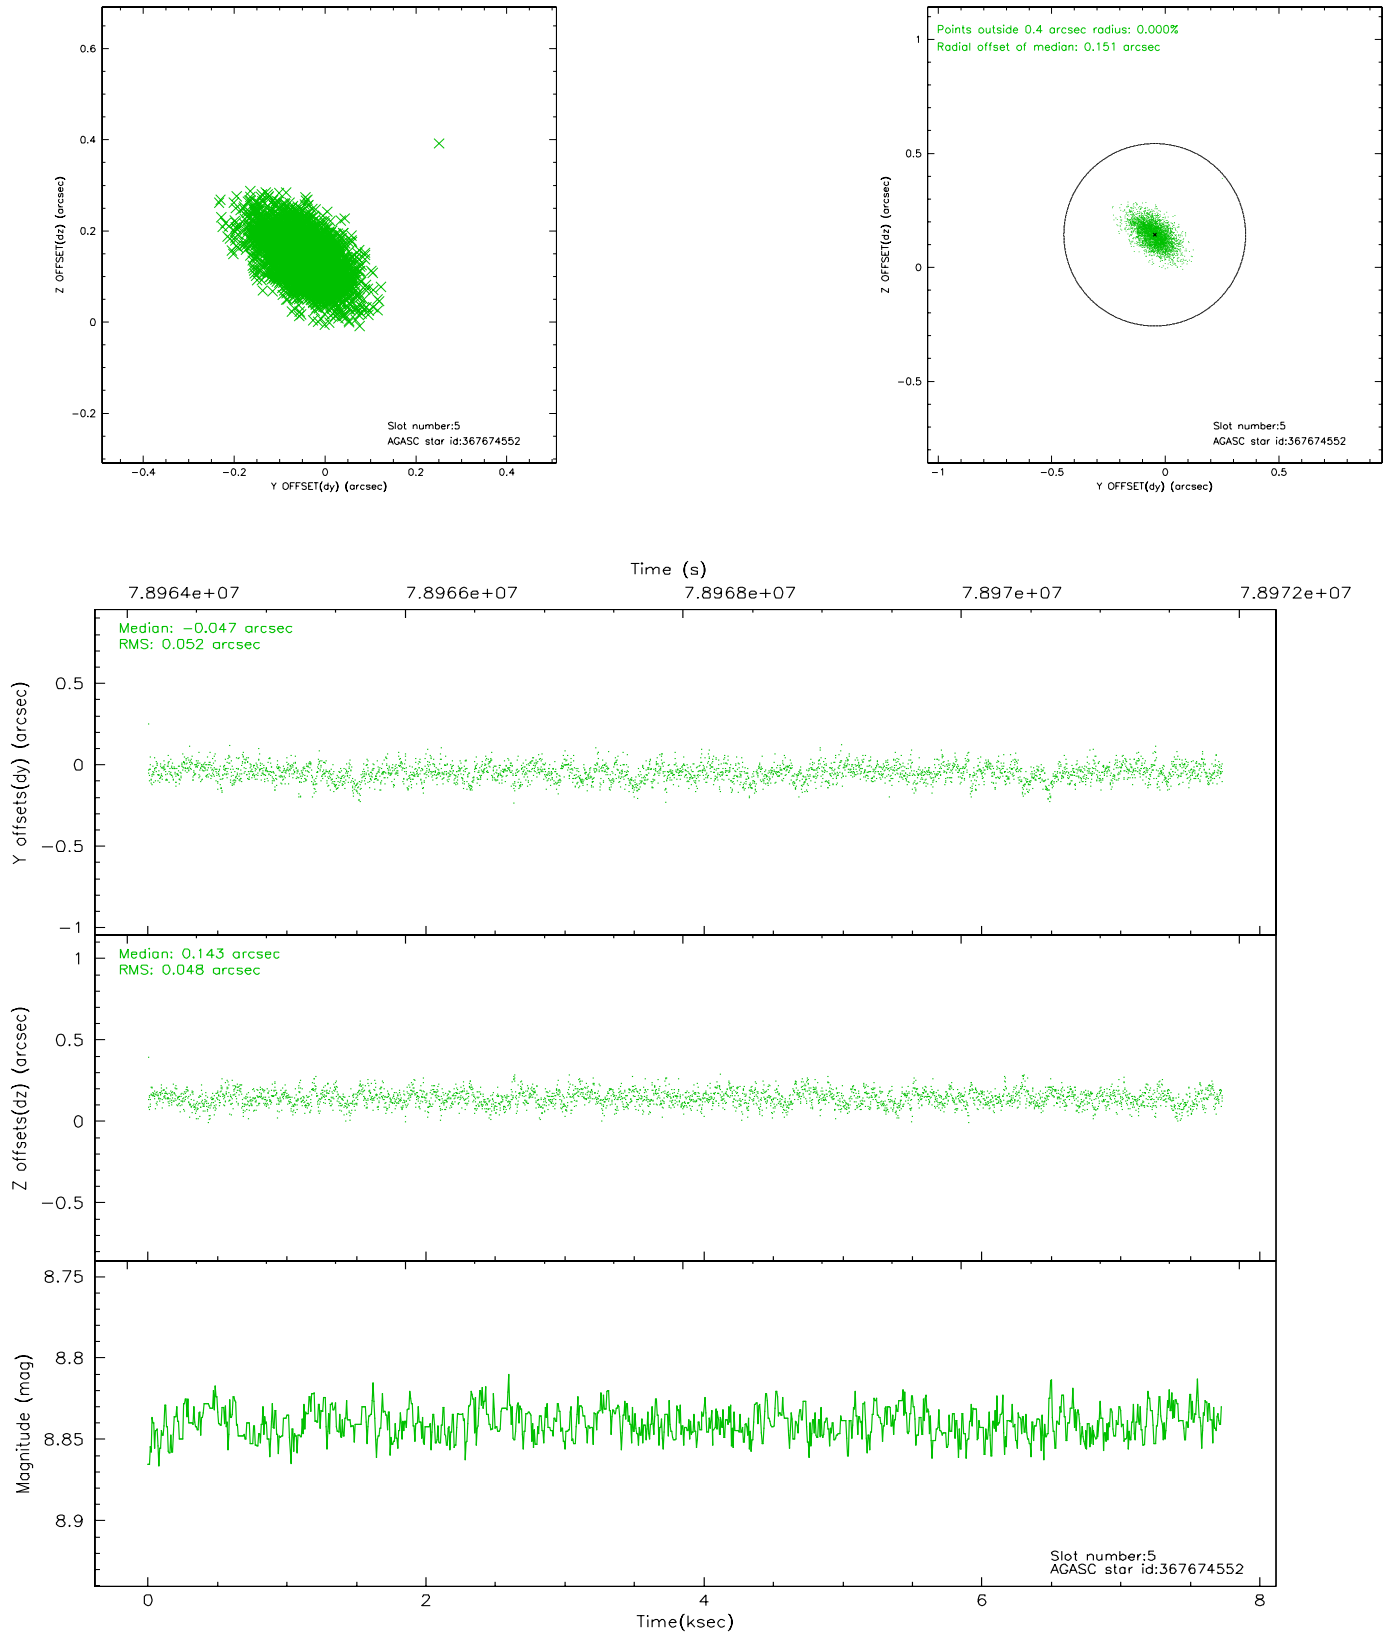 0.6
0.4
0.2
0
−0.2
Z OFFSET(dz) (arcsec)
Slot number:5
AGASC star id:367674552
−0.4 −0.2 0 0.2 0.4
Y OFFSET(dy) (arcsec)
Points outside 0.4 arcsec radius: 0.000%
Radial offset of median: 0.151 arcsec
1
0.5
0
−0.5
Z OFFSET(dz) (arcsec)
Slot number:5
AGASC star id:367674552
−1 −0.5 0 0.5
Y OFFSET(dy) (arcsec)
Time (s)
7.8964e+07 7.8966e+07 7.8968e+07 7.897e+07 7.8972e+07
Median: −0.047 arcsec
RMS: 0.052 arcsec
0.5
0
−0.5
−1
Y offsets(dy) (arcsec)
Median: 0.143 arcsec
RMS: 0.048 arcsec
1
0.5
0
−0.5
Z offsets(dz) (arcsec)
8.75
8.8
8.85
8.9
Magnitude (mag)
Slot number:5
AGASC star id:367674552
0 2 4 6 8
Time(ksec)